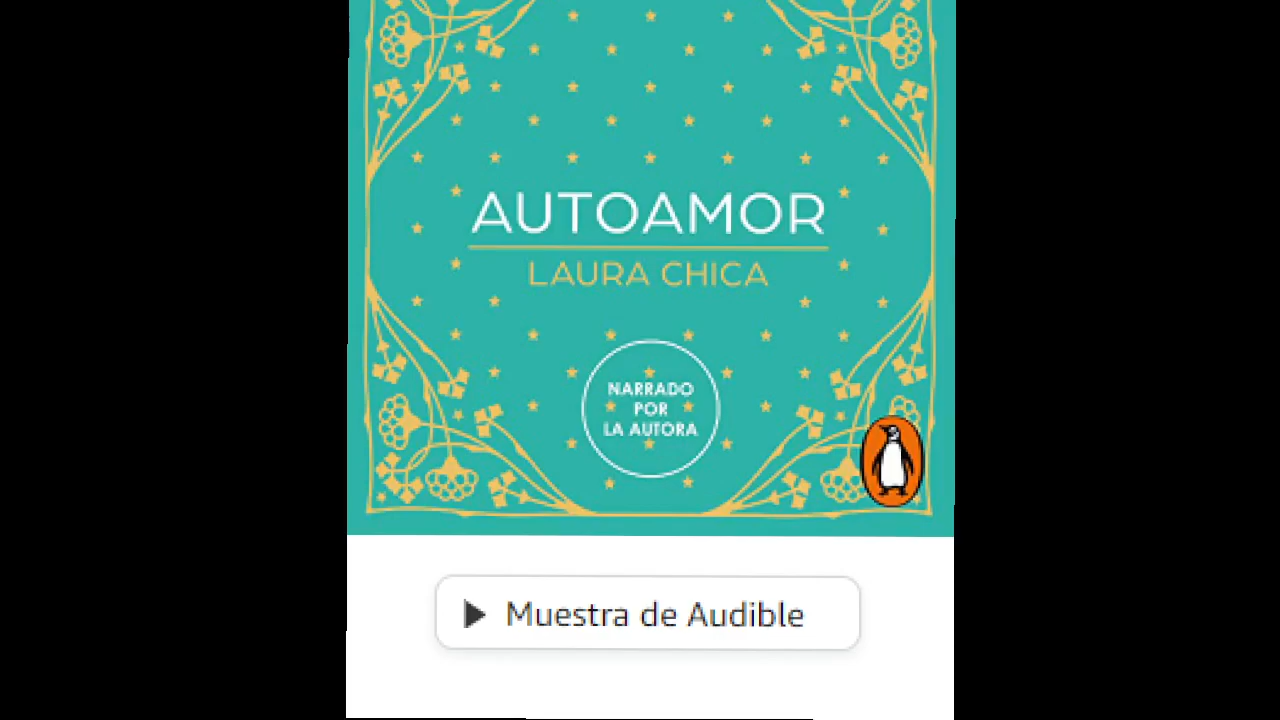 AUTOAMOR
LAURA CHICA
NARRADO
POR
LA AUTORA
Muestra de Audible